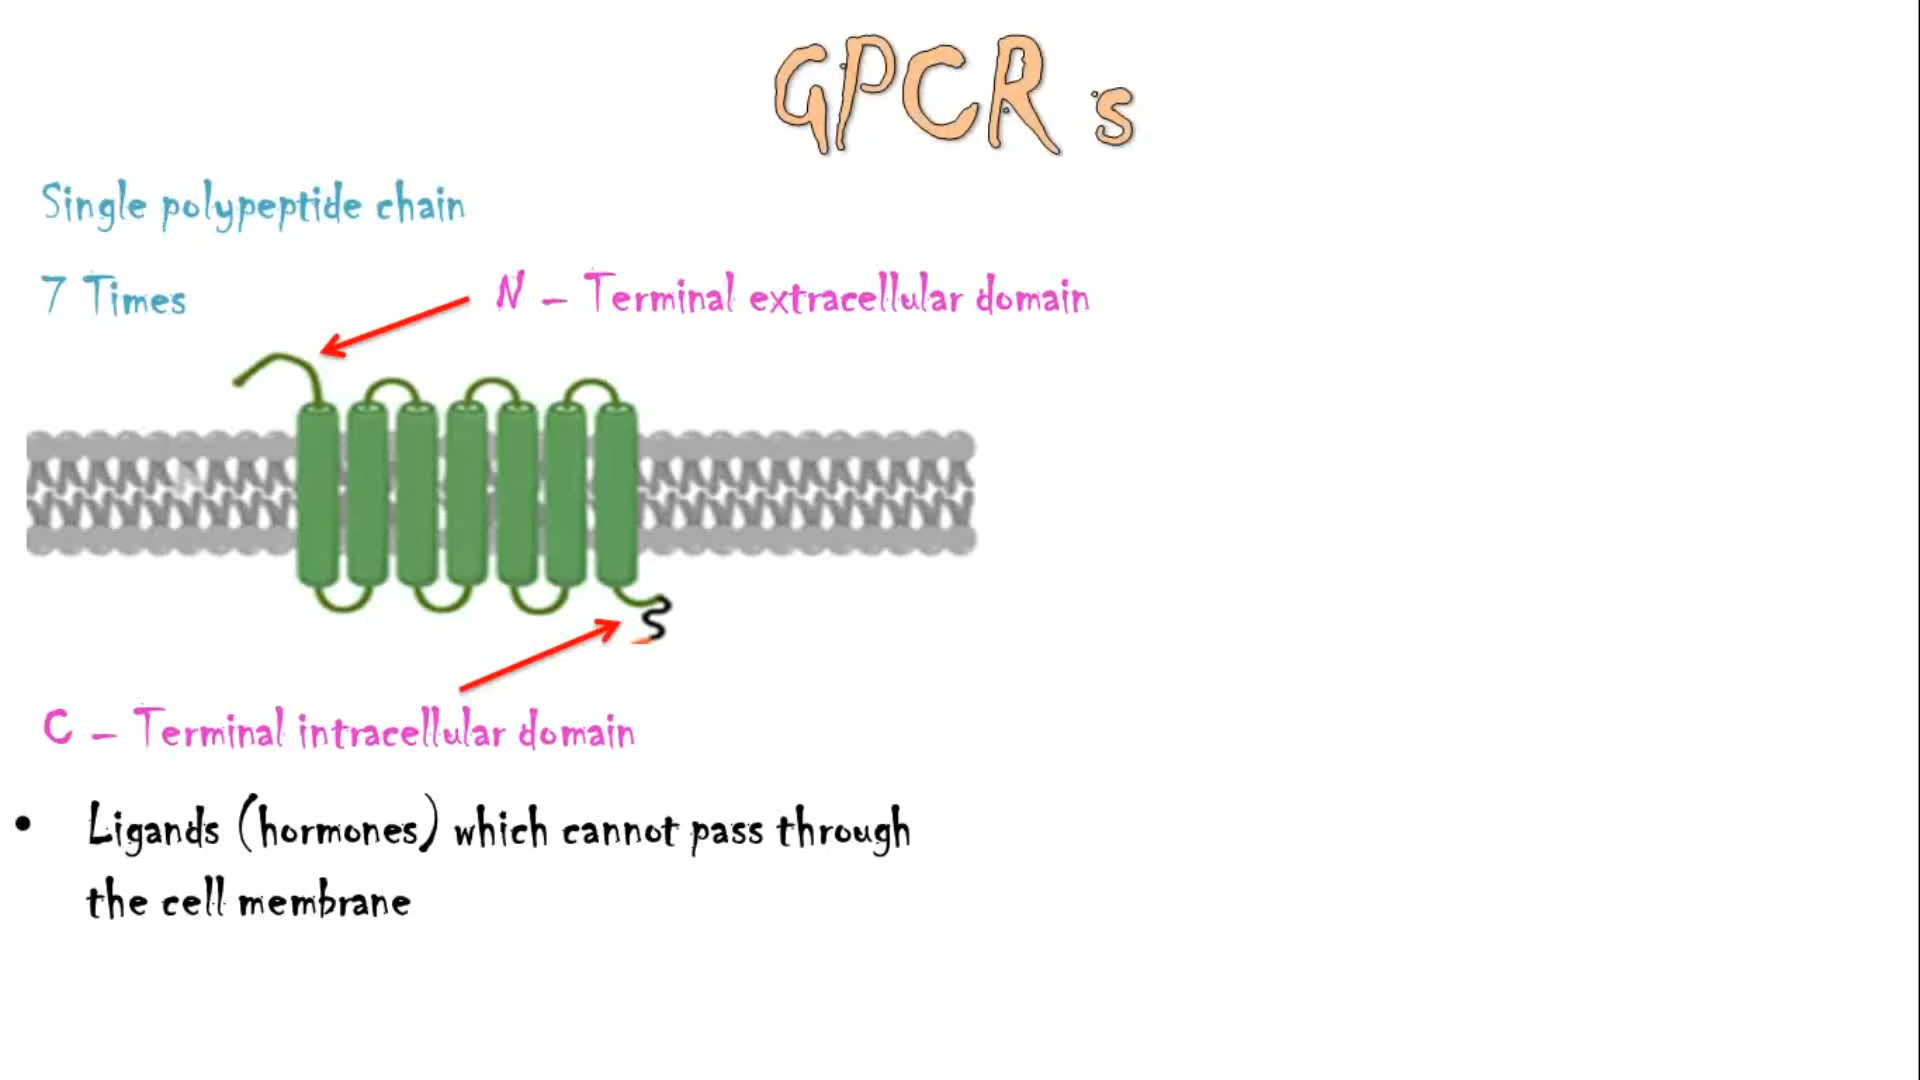 GPCR s
Single polypeptide chain
7 Times
N – Terminal extracellular domain
C – Terminal intracellular domain
• Ligands (hormones) which cannot pass through
the cell membrane